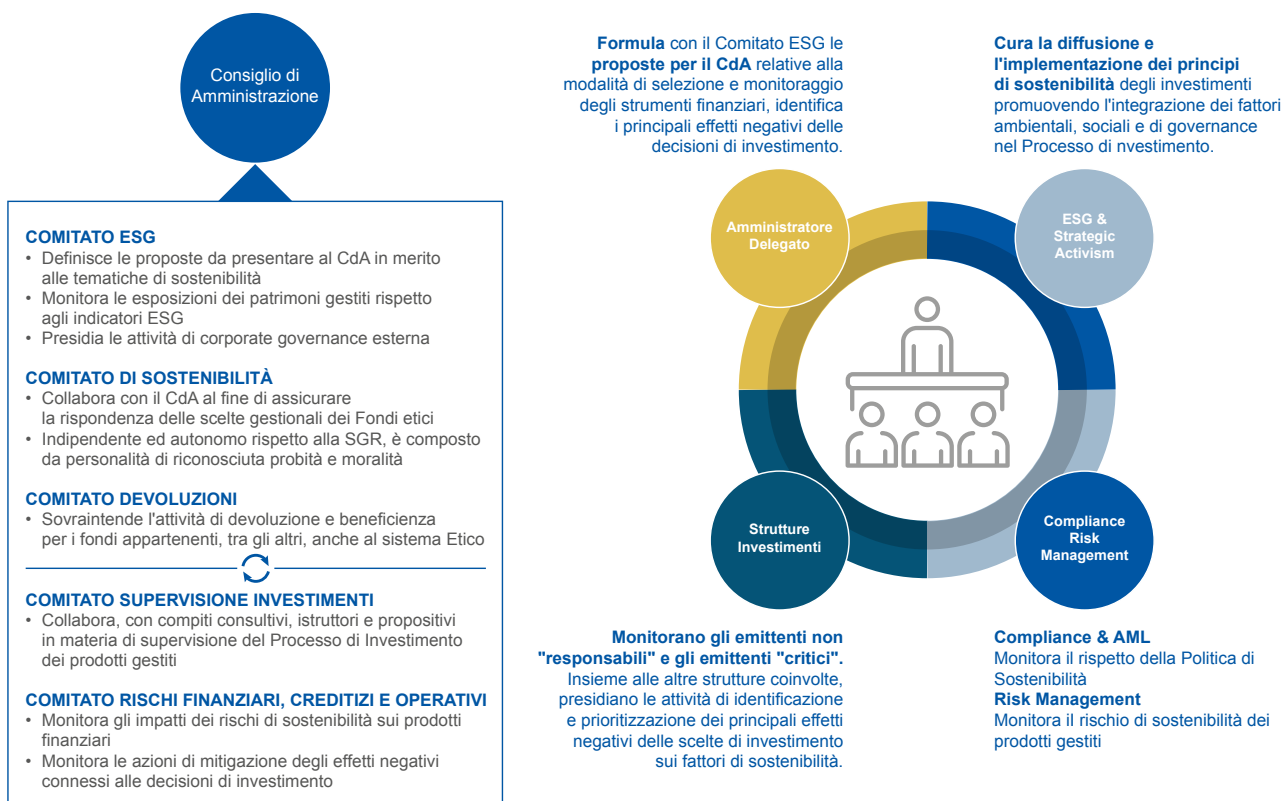 Consiglio di
Amministrazione
COMITATO ESG
• Definisce le proposte da presentare al CdA in merito
alle tematiche di sostenibilità
• Monitora le esposizioni dei patrimoni gestiti rispetto
agli indicatori ESG
• Presidia le attività di corporate governance esterna
COMITATO DI SOSTENIBILITÀ
• Collabora con il CdA al fine di assicurare
la rispondenza delle scelte gestionali dei Fondi etici
• Indipendente ed autonomo rispetto alla SGR, è composto
da personalità di riconosciuta probità e moralità
COMITATO DEVOLUZIONI
• Sovraintende l'attività di devoluzione e beneficienza
per i fondi appartenenti, tra gli altri, anche al sistema Etico
COMITATO SUPERVISIONE INVESTIMENTI
• Collabora, con compiti consultivi, istruttori e propositivi
in materia di supervisione del Processo di Investimento
dei prodotti gestiti
COMITATO RISCHI FINANZIARI, CREDITIZI E OPERATIVI
• Monitora gli impatti dei rischi di sostenibilità sui prodotti
finanziari
• Monitora le azioni di mitigazione degli effetti negativi
connessi alle decisioni di investimento
Formula con il Comitato ESG le
proposte per il CdA relative alla
modalità di selezione e monitoraggio
degli strumenti finanziari, identifica
i principali effetti negativi delle
decisioni di investimento.
Cura la diffusione e
l'implementazione dei principi
di sostenibilità degli investimenti
promuovendo l'integrazione dei fattori
ambientali, sociali e di governance
nel Processo di nvestimento.
Amministratore
Delegato
ESG &
Strategic
Activism
Strutture
Investimenti
Compliance
Risk
Management
Monitorano gli emittenti non
"responsabili" e gli emittenti "critici".
Insieme alle altre strutture coinvolte,
presidiano le attività di identificazione
e prioritizzazione dei principali effetti
negativi delle scelte di investimento
sui fattori di sostenibilità.
Compliance & AML
Monitora il rispetto della Politica di
Sostenibilità
Risk Management
Monitora il rischio di sostenibilità dei
prodotti gestiti